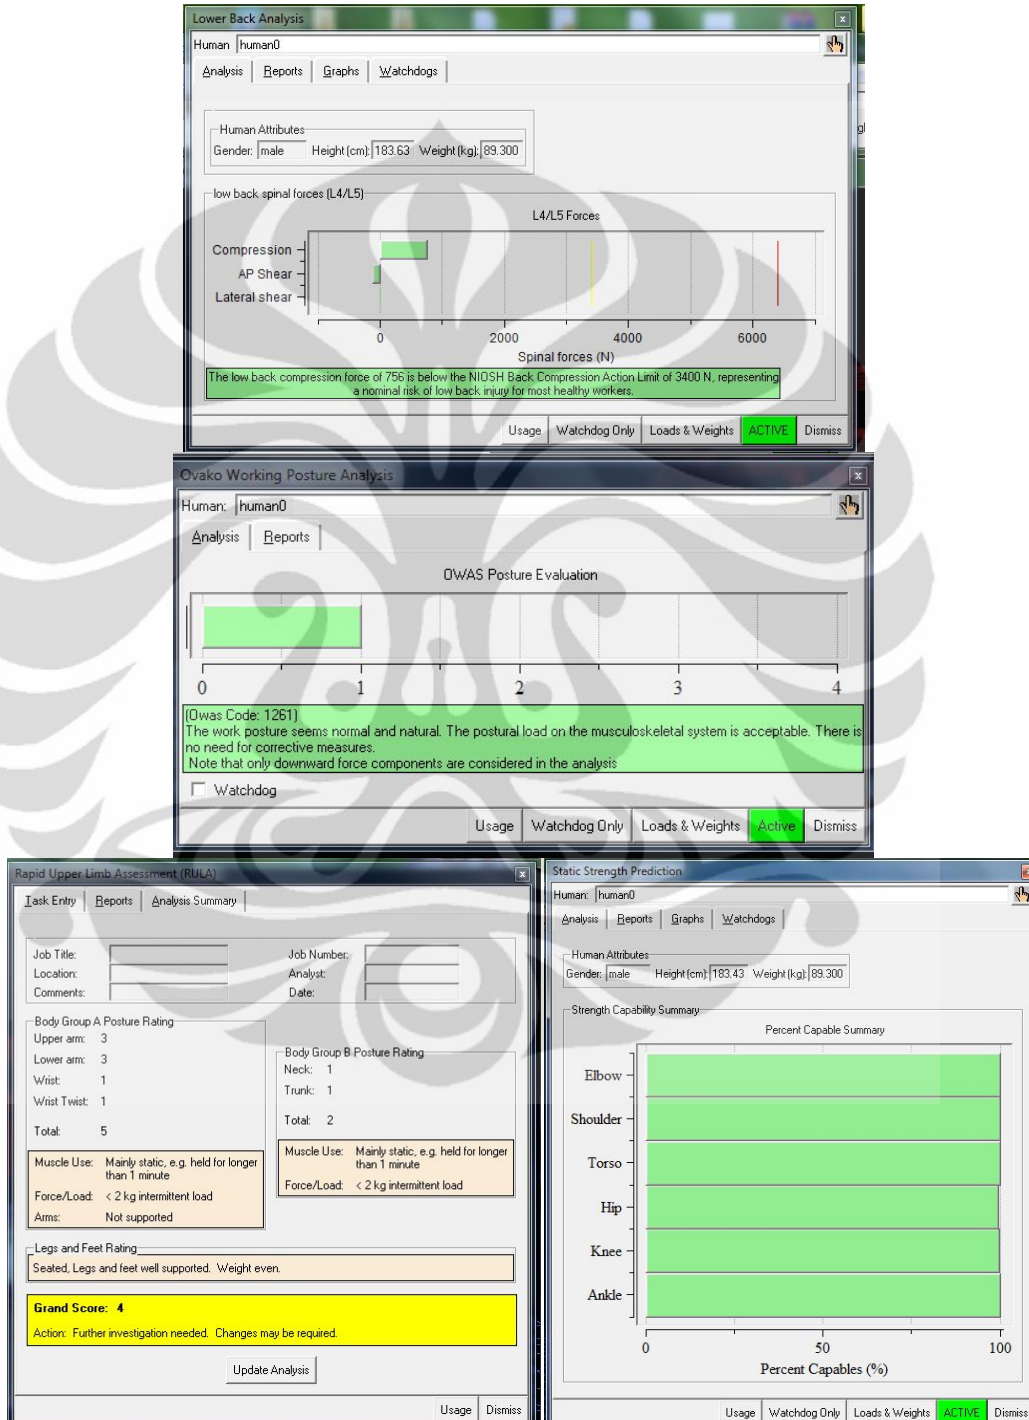 Lower Back Analysis
Human human0
Analysis Reports Graphs Watchdogs
Human Attributes
Gender: male Height (cm): 183.63 Weight (kg): 89.300
low back spinal forces (L4/L5)
L4/L5 Forces
Compression
AP Shear
Lateral shear
0 2000 4000 6000
Spinal forces (N)
The low back compression force of 756 is below the NIOSH Back Compression Action Limit of 3400 N, representing
a nominal risk of low back injury for most healthy workers.
Usage Watchdog Only Loads & Weights ACTIVE Dismiss
Ovako Working Posture Analysis
Human: human0
Analysis Reports
OWAS Posture Evaluation
0 1 2 3 4
(Owas Code: 1261)
The work posture seems normal and natural. The postural load on the musculoskeletal system is acceptable. There is
no need for corrective measures.
Note that only downward force components are considered in the analysis
Watchdog
Usage Watchdog Only Loads & Weights Active Dismiss
Rapid Upper Limb Assessment (RULA)
Task Entry Reports Analysis Summary
Job Title: Job Number:
Location: Analyst:
Comments: Date:
Body Group A Posture Rating
Upper arm: 3
Lower arm: 3
Wrist: 1
Wrist Twist: 1
Total: 5
Muscle Use: Mainly static, e.g. held for longer
than 1 minute
Force/Load: < 2 kg intermittent load
Arms: Not supported
Body Group B Posture Rating
Neck: 1
Trunk: 1
Total: 2
Muscle Use: Mainly static, e.g. held for longer
than 1 minute
Force/Load: < 2 kg intermittent load
Legs and Feet Rating
Seated, Legs and feet well supported. Weight even.
Grand Score: 4
Action: Further investigation needed. Changes may be required.
Update Analysis
Usage Dismiss
Static Strength Prediction
Human: human0
Analysis Reports Graphs Watchdogs
Human Attributes
Gender: male Height (cm): 183.43 Weight (kg): 89.300
Strength Capability Summary
Percent Capable Summary
Elbow
Shoulder
Torso
Hip
Knee
Ankle
0 50 100
Percent Capables (%)
Usage Watchdog Only Loads & Weights ACTIVE Dismiss